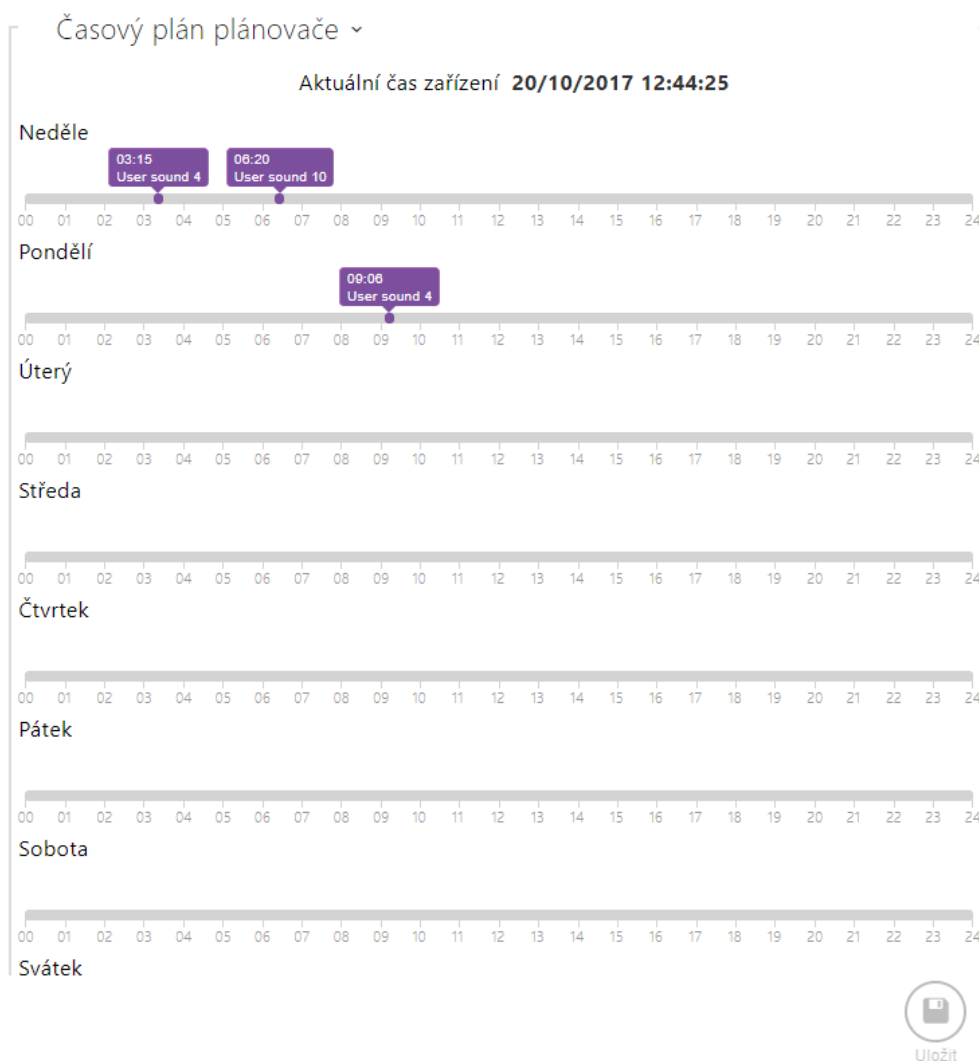 Časový plán plánovače
Aktuální čas zařízení 20/10/2017 12:44:25
Neděle
03:15
User sound 4
06:20
User sound 10
00 01 02 03 04 05 06 07 08 09 10 11 12 13 14 15 16 17 18 19 20 21 22 23 24
Pondělí
09:06
User sound 4
00 01 02 03 04 05 06 07 08 09 10 11 12 13 14 15 16 17 18 19 20 21 22 23 24
Úterý
00 01 02 03 04 05 06 07 08 09 10 11 12 13 14 15 16 17 18 19 20 21 22 23 24
Středa
00 01 02 03 04 05 06 07 08 09 10 11 12 13 14 15 16 17 18 19 20 21 22 23 24
Čtvrtek
00 01 02 03 04 05 06 07 08 09 10 11 12 13 14 15 16 17 18 19 20 21 22 23 24
Pátek
00 01 02 03 04 05 06 07 08 09 10 11 12 13 14 15 16 17 18 19 20 21 22 23 24
Sobota
00 01 02 03 04 05 06 07 08 09 10 11 12 13 14 15 16 17 18 19 20 21 22 23 24
Svátek
Uložit